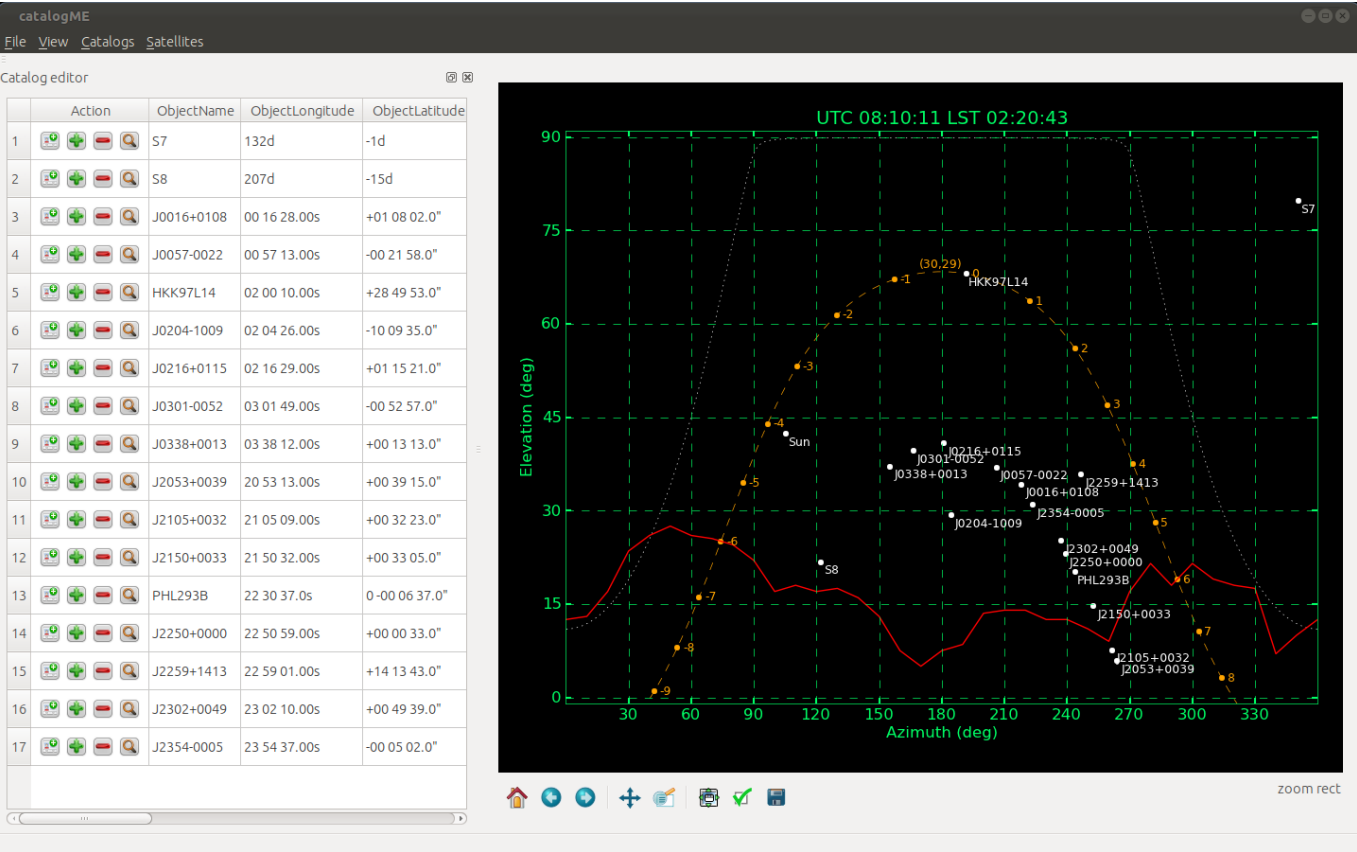 catalogME
File View Catalogs Satellites
Catalog editor
Action ObjectName ObjectLongitude ObjectLatitude
1 S7 132d -1d
2 S8 207d -15d
3 J0016+0108 00 16 28.00s +01 08 02.0"
4 J0057-0022 00 57 13.00s -00 21 58.0"
5 HKK97L14 02 00 10.00s +28 49 53.0"
6 J0204-1009 02 04 26.00s -10 09 35.0"
7 J0216+0115 02 16 29.00s +01 15 21.0"
8 J0301-0052 03 01 49.00s -00 52 57.0"
9 J0338+0013 03 38 12.00s +00 13 13.0"
10 J2053+0039 20 53 13.00s +00 39 15.0"
11 J2105+0032 21 05 09.00s +00 32 23.0"
12 J2150+0033 21 50 32.00s +00 33 05.0"
13 PHL293B 22 30 37.0s 0 -00 06 37.0"
14 J2250+0000 22 50 59.00s +00 00 33.0"
15 J2259+1413 22 59 01.00s +14 13 43.0"
16 J2302+0049 23 02 10.00s +00 49 39.0"
17 J2354-0005 23 54 37.00s -00 05 02.0"
UTC 08:10:11 LST 02:20:43
90
S7
75
(30,29) 0
-1 HKK97L14
1
-2
60
2
-3
3
45 -4
Sun
J0216+0115
J0301-0052
4
J0338+0013 J0057-0022
-5 J2259+1413
J0016+0108
30 J2354-0005
J0204-1009 5
-6 J2302+0049
J2250+0000
S8
PHL293B 6
-7
15 J2150+0033
7
-8
J2105+0032
J2053+0039
8
-9
0
30 60 90 120 150 180 210 240 270 300 330
Azimuth (deg)
Elevation (deg)
zoom rect